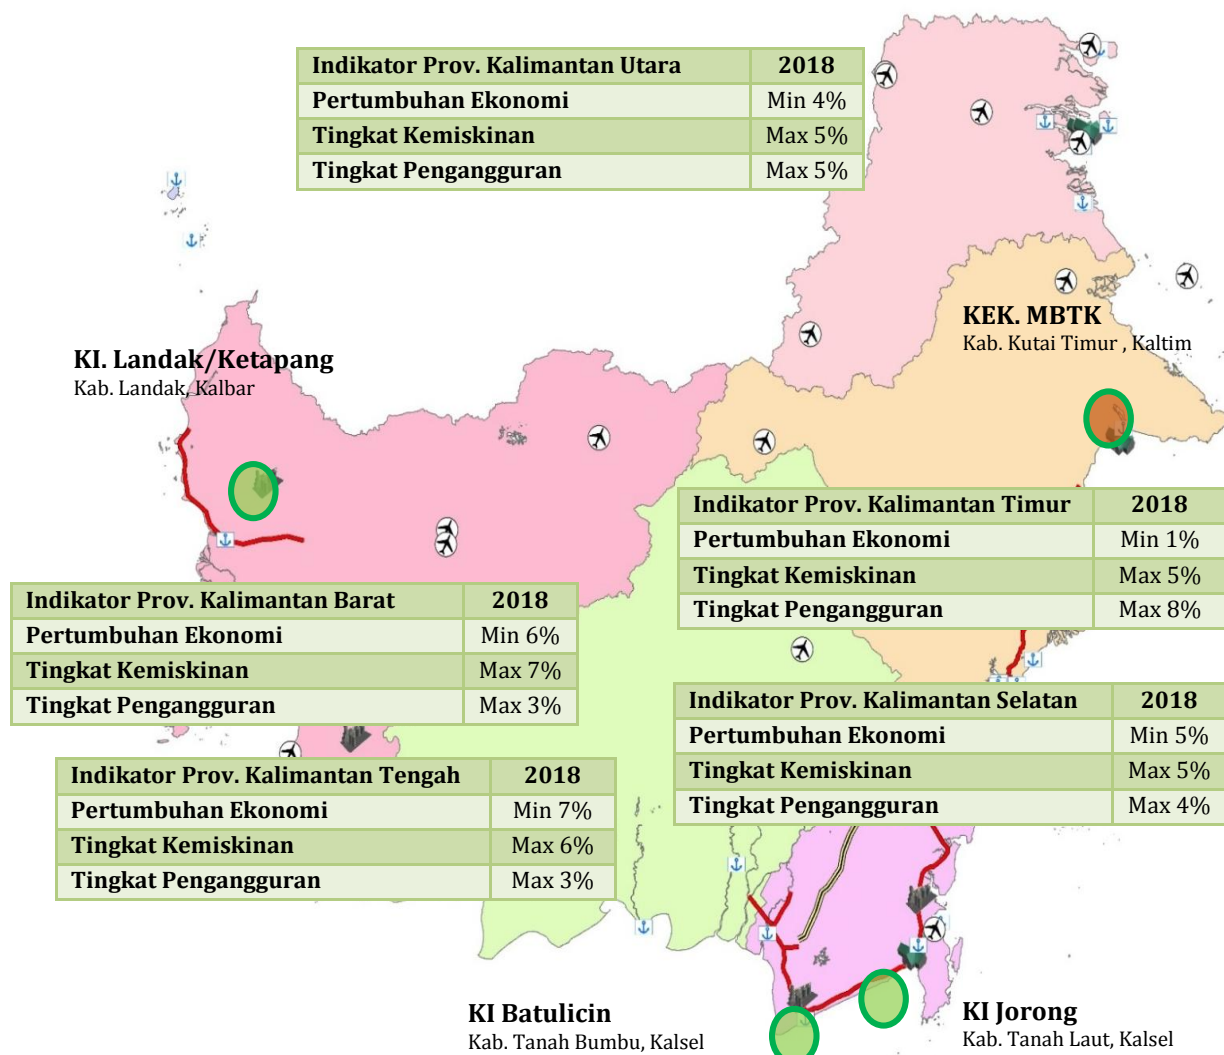 Indikator Prov. Kalimantan Utara 2018
Pertumbuhan Ekonomi Min 4%
Tingkat Kemiskinan Max 5%
Tingkat Pengangguran Max 5%
KEK. MBTK
Kab. Kutai Timur , Kaltim
KI. Landak/Ketapang
Kab. Landak, Kalbar
Indikator Prov. Kalimantan Timur 2018
Pertumbuhan Ekonomi Min 1%
Tingkat Kemiskinan Max 5%
Tingkat Pengangguran Max 8%
Indikator Prov. Kalimantan Barat 2018
Pertumbuhan Ekonomi Min 6%
Tingkat Kemiskinan Max 7%
Tingkat Pengangguran Max 3%
Indikator Prov. Kalimantan Selatan 2018
Pertumbuhan Ekonomi Min 5%
Tingkat Kemiskinan Max 5%
Tingkat Pengangguran Max 4%
Indikator Prov. Kalimantan Tengah 2018
Pertumbuhan Ekonomi Min 7%
Tingkat Kemiskinan Max 6%
Tingkat Pengangguran Max 3%
KI Batulicin
Kab. Tanah Bumbu, Kalsel
KI Jorong
Kab. Tanah Laut, Kalsel